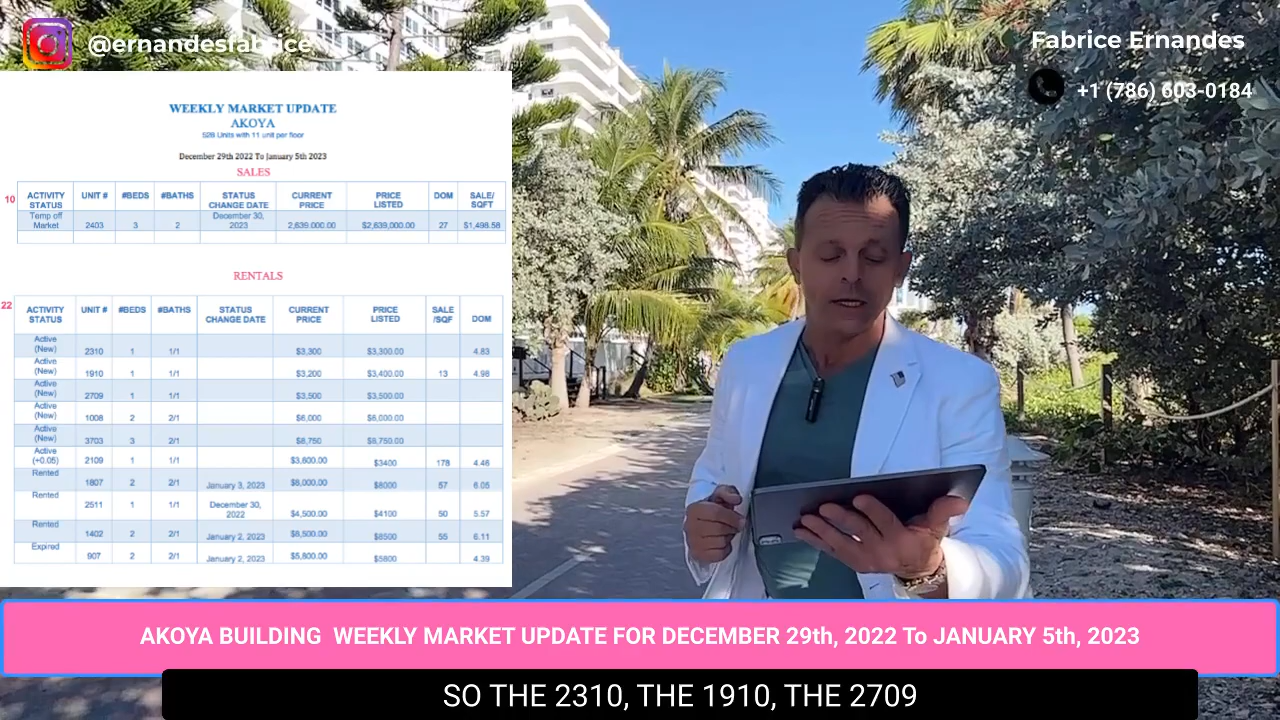 @ernandesfabrice
Fabrice Ernandes
+1 (786) 603-0184
WEEKLY MARKET UPDATE
AKOYA
528 Units with 11 unit per floor
December 29th 2022 To January 5th 2023
SALES
10
ACTIVITY STATUS UNIT # #BEDS #BATHS STATUS CHANGE DATE CURRENT PRICE PRICE LISTED DOM SALE/ SQFT
Temp off Market 2403 3 2 December 30, 2023 2,639,000.00 $2,639,000.00 27 $1,498.58
RENTALS
22
ACTIVITY STATUS UNIT # #BEDS #BATHS STATUS CHANGE DATE CURRENT PRICE PRICE LISTED SALE /SQF DOM
Active (New) 2310 1 1/1 $3,300 $3,300.00 4.83
Active (New) 1910 1 1/1 $3,200 $3,400.00 13 4.98
Active (New) 2709 1 1/1 $3,500 $3,500.00
Active (New) 1008 2 2/1 $6,000 $6,000.00
Active (New) 3703 3 2/1 $8,750 $8,750.00
Active (+0.05) 2109 1 1/1 $3,600.00 $3400 178 4.46
Rented 1807 2 2/1 January 3, 2023 $8,000.00 $8000 57 6.05
Rented 2511 1 1/1 December 30, 2022 $4,500.00 $4100 50 5.57
Rented 1402 2 2/1 January 2, 2023 $8,500.00 $8500 55 6.11
Expired 907 2 2/1 January 2, 2023 $5,800.00 $5800 4.39
AKOYA BUILDING WEEKLY MARKET UPDATE FOR DECEMBER 29th, 2022 To JANUARY 5th, 2023
SO THE 2310, THE 1910, THE 2709